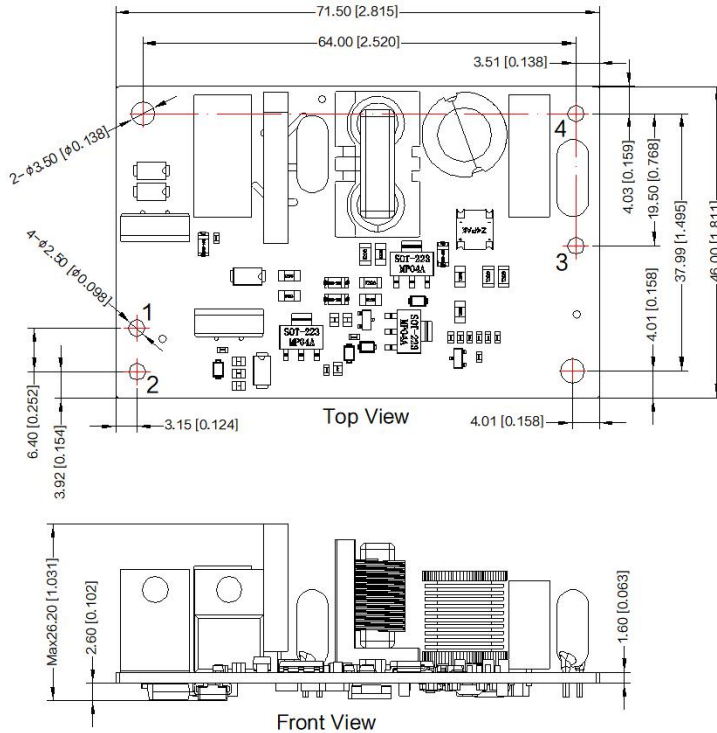 71.50 [2.815]
64.00 [2.520]
3.51 [0.138]
2-φ3.50 [φ0.138]
4
4.03 [0.159]
19.50 [0.768]
37.99 [1.495]
46.00 [1.811]
3
4-φ2.50 [φ0.098]
SOT-223
MP04A
1
SOT-223
MP04A
SOT-223
MP04A
2
4.01 [0.158]
6.40 [0.252]
3.92 [0.154]
3.15 [0.124]
4.01 [0.158]
Top View
Max26.20 [1.031]
2.60 [0.102]
1.60 [0.063]
Front View